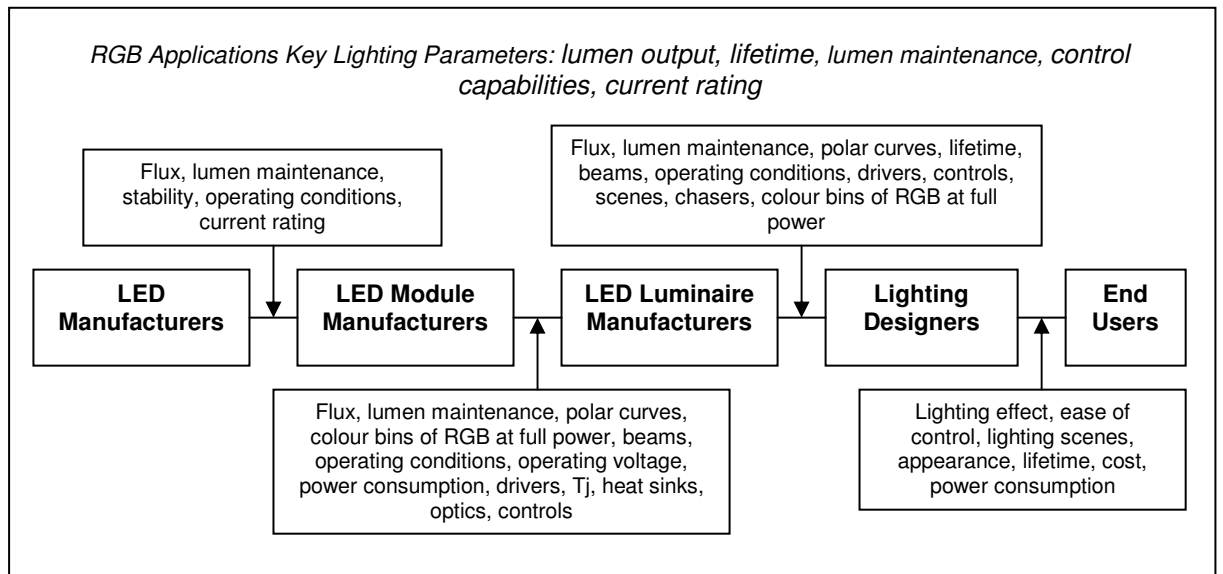 RGB Applications Key Lighting Parameters: lumen output, lifetime, lumen maintenance, control
capabilities, current rating
Flux, lumen maintenance,
stability, operating conditions,
current rating
Flux, lumen maintenance, polar curves, lifetime,
beams, operating conditions, drivers, controls,
scenes, chasers, colour bins of RGB at full
power
LED
Manufacturers
LED Module
Manufacturers
LED Luminaire
Manufacturers
Lighting
Designers
End
Users
Flux, lumen maintenance, polar curves,
colour bins of RGB at full power, beams,
operating conditions, operating voltage,
power consumption, drivers, Tj, heat sinks,
optics, controls
Lighting effect, ease of
control, lighting scenes,
appearance, lifetime, cost,
power consumption